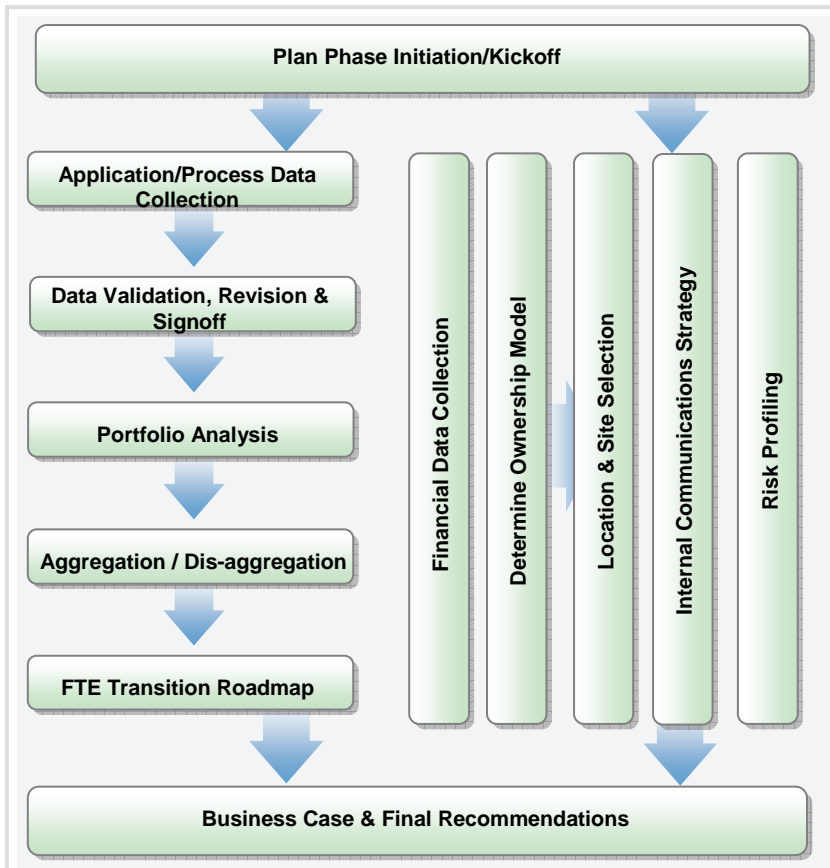 Plan Phase Initiation/Kickoff
Application/Process Data
Collection
Data Validation, Revision &
Signoff
Portfolio Analysis
Aggregation / Dis-aggregation
FTE Transition Roadmap
Financial Data Collection
Determine Ownership Model
Location & Site Selection
Internal Communications Strategy
Risk Profiling
Business Case & Final Recommendations